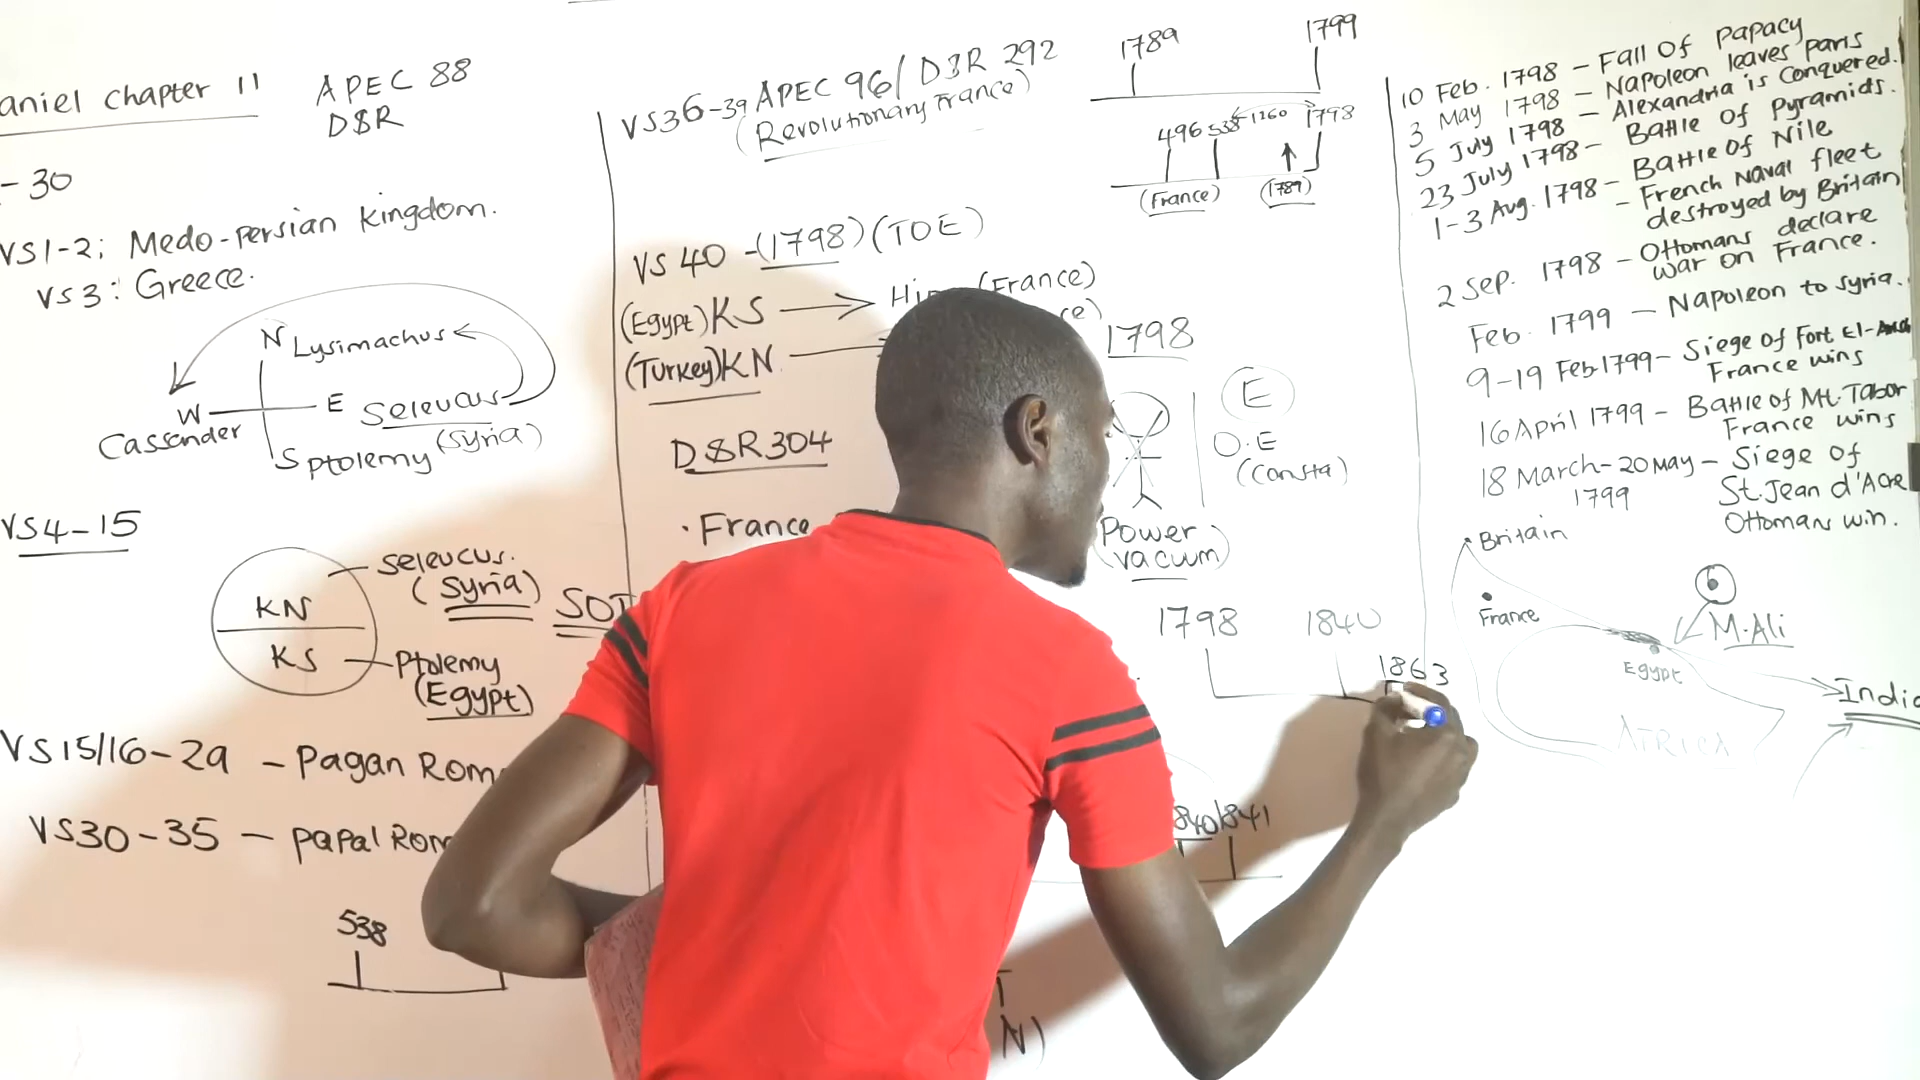 aniel chapter 11
APEC 88
D&R
- 30
VS1-2: Medo-persian kingdom.
VS3: Greece.
N Lysimachus
W E Seleucus
Cassander (Syria)
S Ptolemy
VS4-15
KN
KS
Seleucus.
(Syria)
Ptolemy
(Egypt)
VS15/16-29 - Pagan Rom
VS30-35 - papal Rom
538
VS36-39 APEC 96/D&R 292
(Revolutionary France)
VS 40 -(1798) (TOE)
(Egypt) KS (France)
(Turkey) KN
D&R 304
· France
1789 1799
496 538 1260 1798
(France) (1789)
1798
E
O.E
(Consta)
Power
(vacuum)
1798 1840
1863
1841
N)
10 Feb. 1798 - Fall Of Papacy
3 May 1798 - Napoleon leaves paris
5 July 1798 - Alexandria is Conquered.
23 July 1798 - Battle Of Pyramids.
1-3 Aug. 1798 - Battle Of Nile
- French Naval fleet
destroyed by Britain
2 Sep. 1798 - Ottomans declare
war on France.
Feb. 1799 - Napoleon to Syria.
9-19 Feb 1799 - Siege of Fort El-
France wins
16 April 1799 - Battle of Mt. Tabor
France wins
18 March-20 May - Siege of
1799 St. Jean d'Acre
Ottomans win.
Britain
France
6
M. Ali
Egypt
India
AFRICA